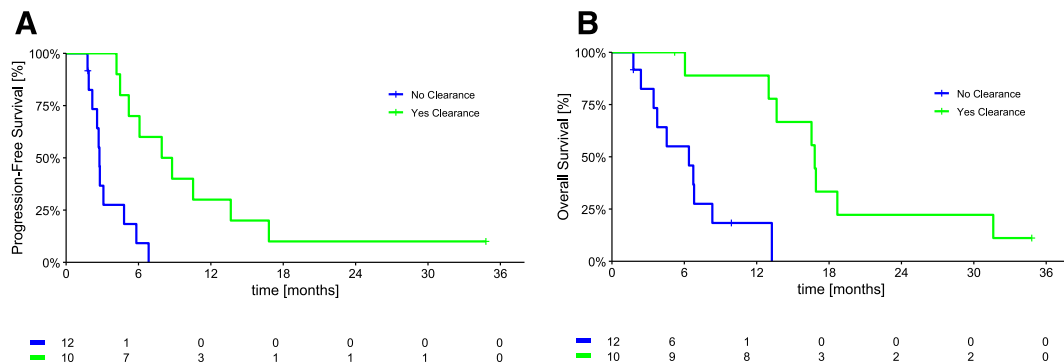 A
Progression-Free Survival [%]
100%
75%
50%
25%
0%
No Clearance
Yes Clearance
0 6 12 18 24 30 36
time [months]
12 1 0 0 0 0 0
10 7 3 1 1 1 0
B
Overall Survival [%]
100%
75%
50%
25%
0%
No Clearance
Yes Clearance
0 6 12 18 24 30 36
time [months]
12 6 1 0 0 0 0
10 9 8 3 2 2 0